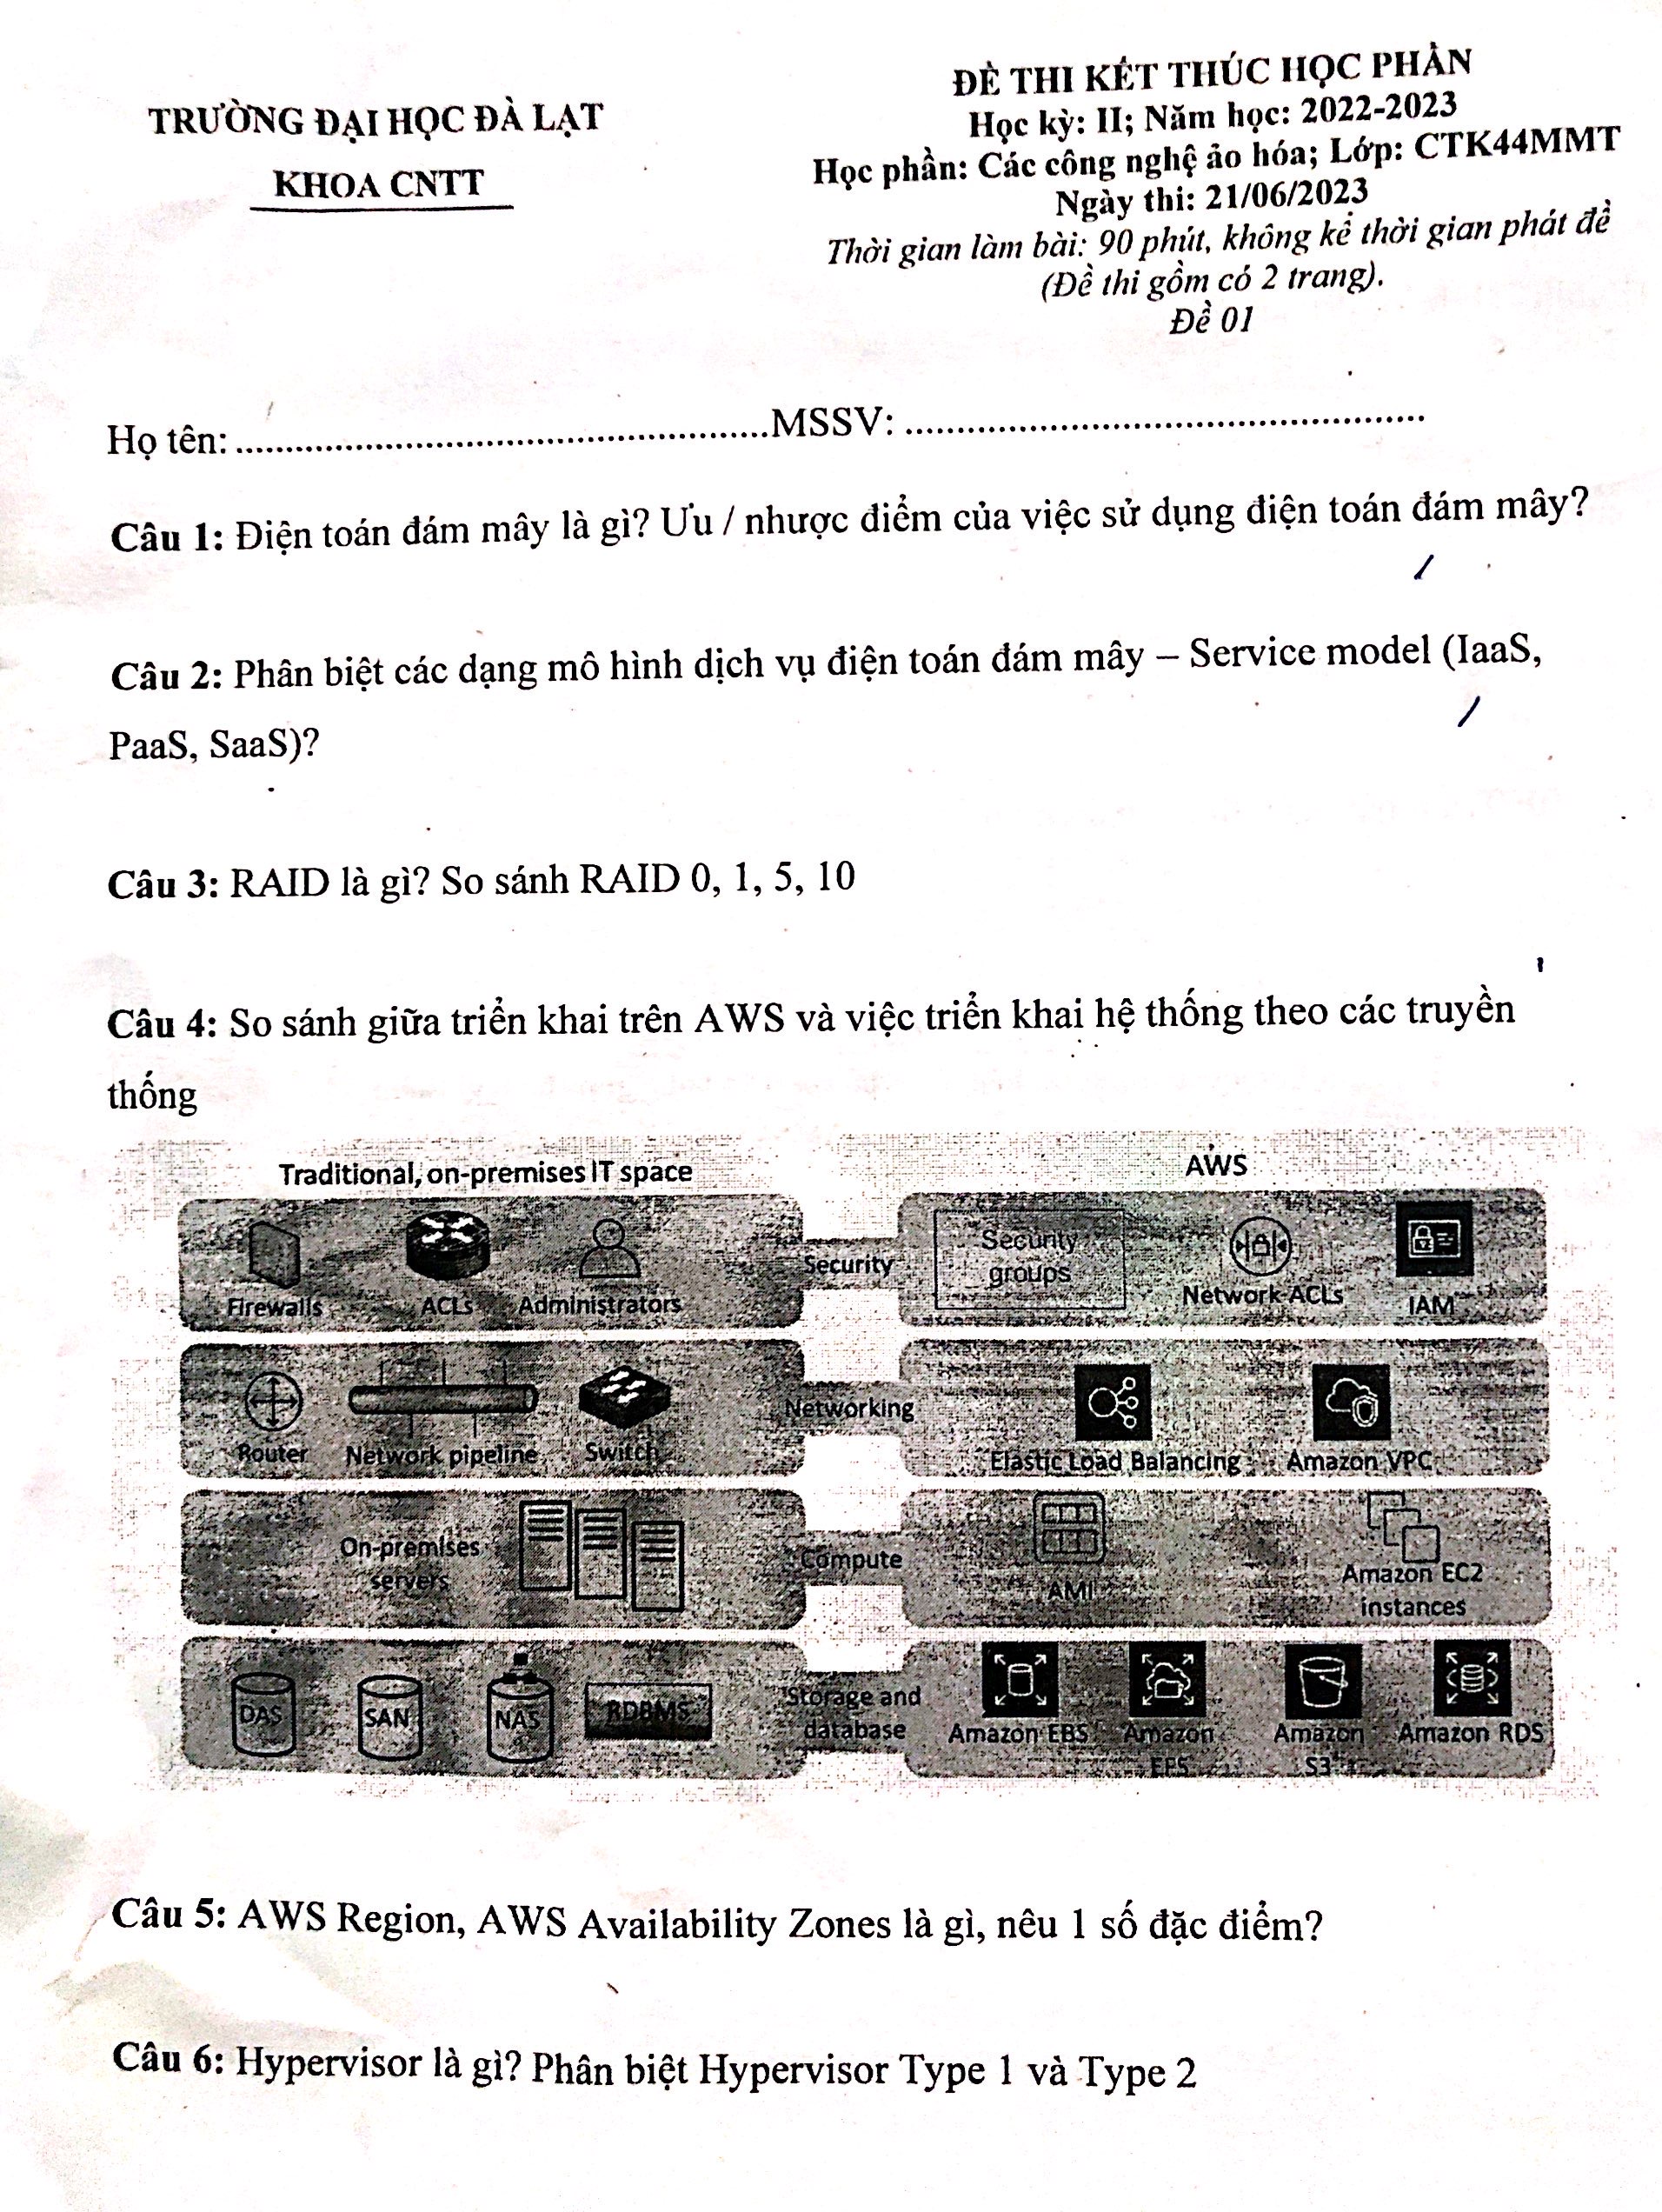 TRƯỜNG ĐẠI HỌC ĐÀ LẠT
KHOA CNTT
ĐỀ THI KẾT THÚC HỌC PHẦN
Học kỳ: II; Năm học: 2022-2023
Học phần: Các công nghệ ảo hóa; Lớp: CTK44MMT
Ngày thi: 21/06/2023
Thời gian làm bài: 90 phút, không kể thời gian phát đề
(Đề thi gồm có 2 trang).
Đề 01
Họ tên: ..................................................MSSV: ..................................................
Câu 1: Điện toán đám mây là gì? Ưu / nhược điểm của việc sử dụng điện toán đám mây?
Câu 2: Phân biệt các dạng mô hình dịch vụ điện toán đám mây – Service model (IaaS,
PaaS, SaaS)?
Câu 3: RAID là gì? So sánh RAID 0, 1, 5, 10
Câu 4: So sánh giữa triển khai trên AWS và việc triển khai hệ thống theo các truyền
thống
Traditional, on-premises IT space
AWS
Firewalls ACLs Administrators
Security
Security
groups
Network ACLs IAM
Router Network pipeline Switch
Networking
Elastic Load Balancing Amazon VPC
On-premises
servers
Compute
AMI
Amazon EC2
instances
DAS SAN NAS RDBMS
Storage and
database
Amazon EBS
Amazon
EFS
Amazon
S3
Amazon RDS
Câu 5: AWS Region, AWS Availability Zones là gì, nêu 1 số đặc điểm?
Câu 6: Hypervisor là gì? Phân biệt Hypervisor Type 1 và Type 2